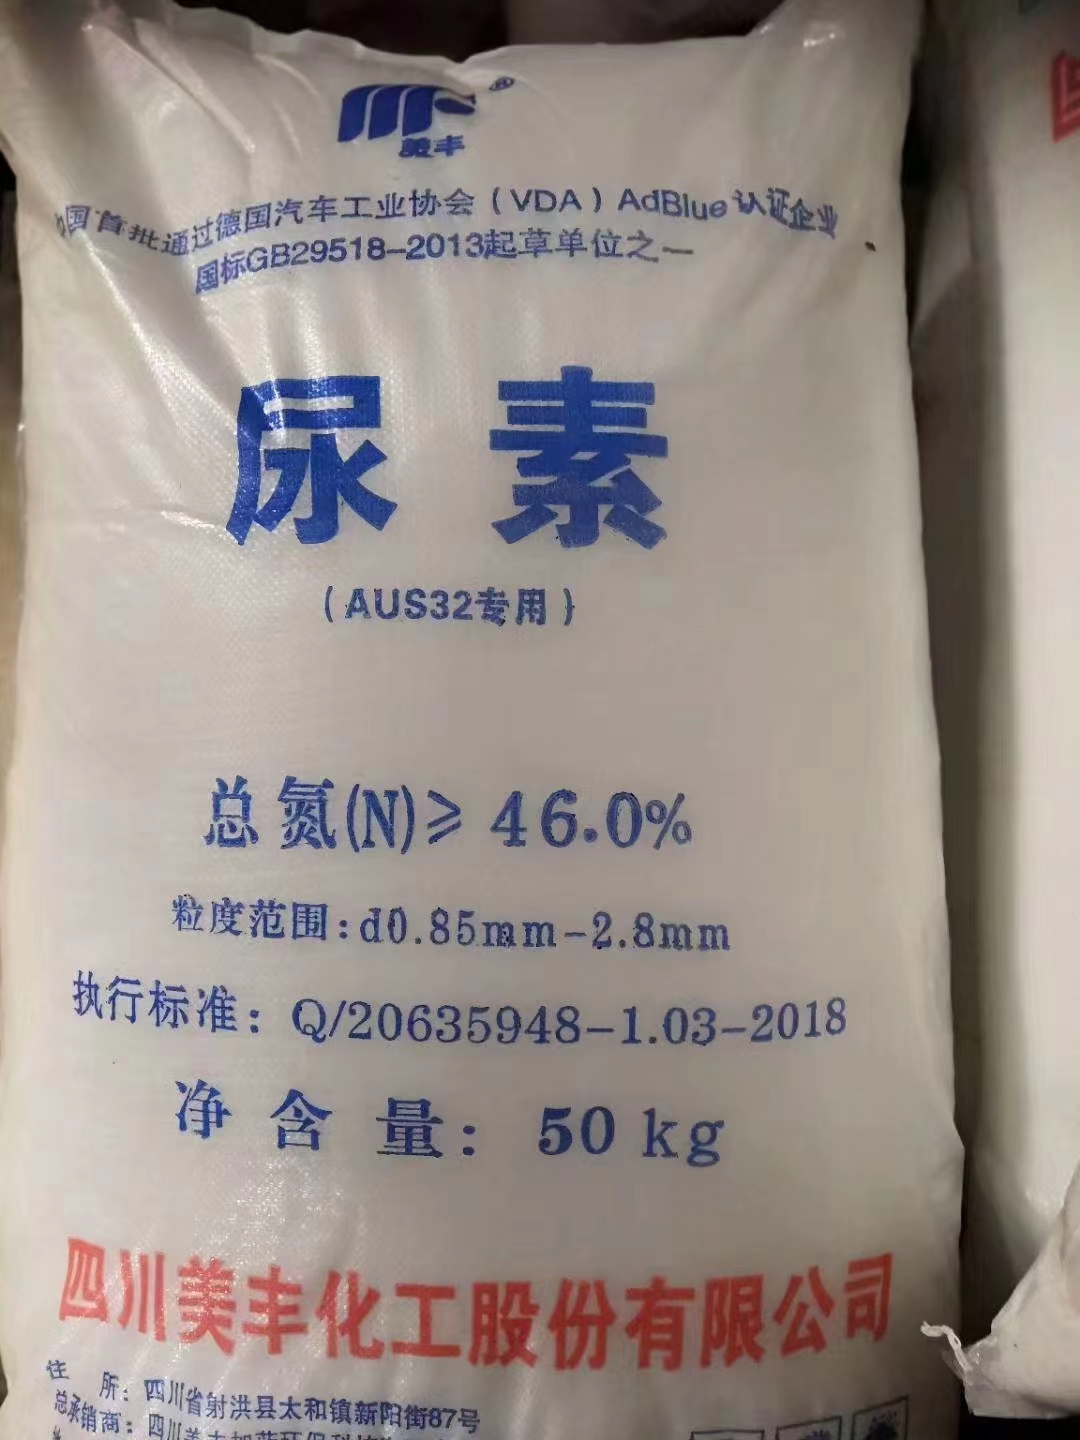 美丰®
中国首批通过德国汽车工业协会（VDA）AdBlue认证企业
国标GB29518-2013起草单位之一
尿素
（AUS32专用）
总氮(N)≥46.0%
粒度范围:d0.85mm-2.8mm
执行标准：Q/20635948-1.03-2018
净含量：50kg
四川美丰化工股份有限公司
住 所：四川省射洪县太和镇新阳街87号
总承销商：四川美丰加蓝环保科技